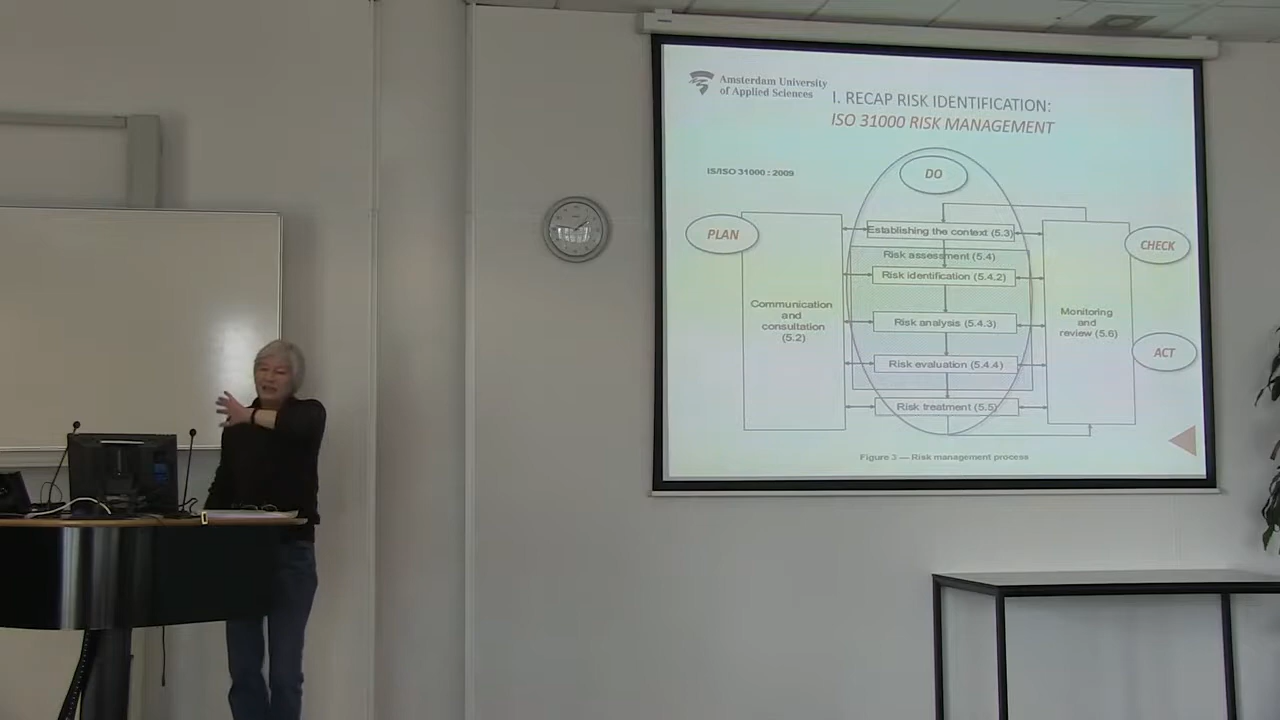 Amsterdam University
of Applied Sciences
I. RECAP RISK IDENTIFICATION:
ISO 31000 RISK MANAGEMENT
IS/ISO 31000 : 2009
DO
PLAN
CHECK
ACT
Establishing the context (5.3)
Risk assessment (5.4)
Risk identification (5.4.2)
Risk analysis (5.4.3)
Risk evaluation (5.4.4)
Risk treatment (5.5)
Communication
and
consultation
(5.2)
Monitoring
and
review (5.6)
Figure 3 — Risk management process